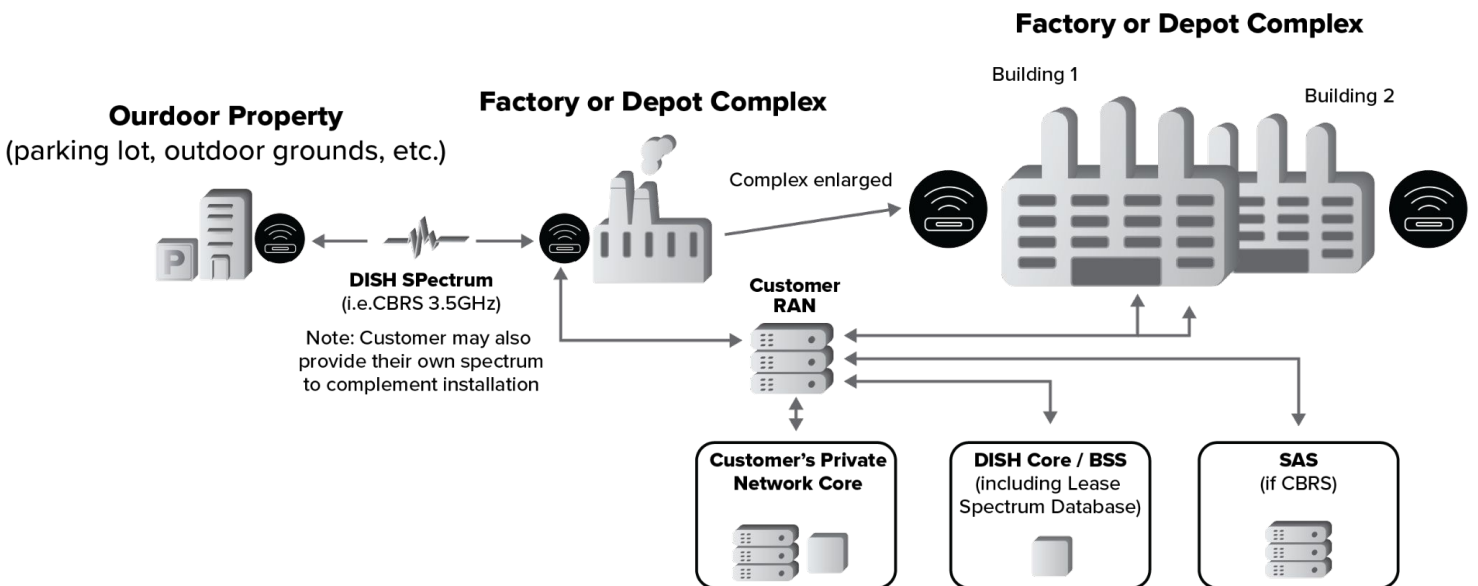 Factory or Depot Complex
Building 1
Building 2
Factory or Depot Complex
Ourdoor Property
(parking lot, outdoor grounds, etc.)
Complex enlarged
P
DISH SPectrum
(i.e.CBRS 3.5GHz)
Note: Customer may also
provide their own spectrum
to complement installation
Customer
RAN
Customer's Private
Network Core
DISH Core / BSS
(including Lease
Spectrum Database)
SAS
(if CBRS)